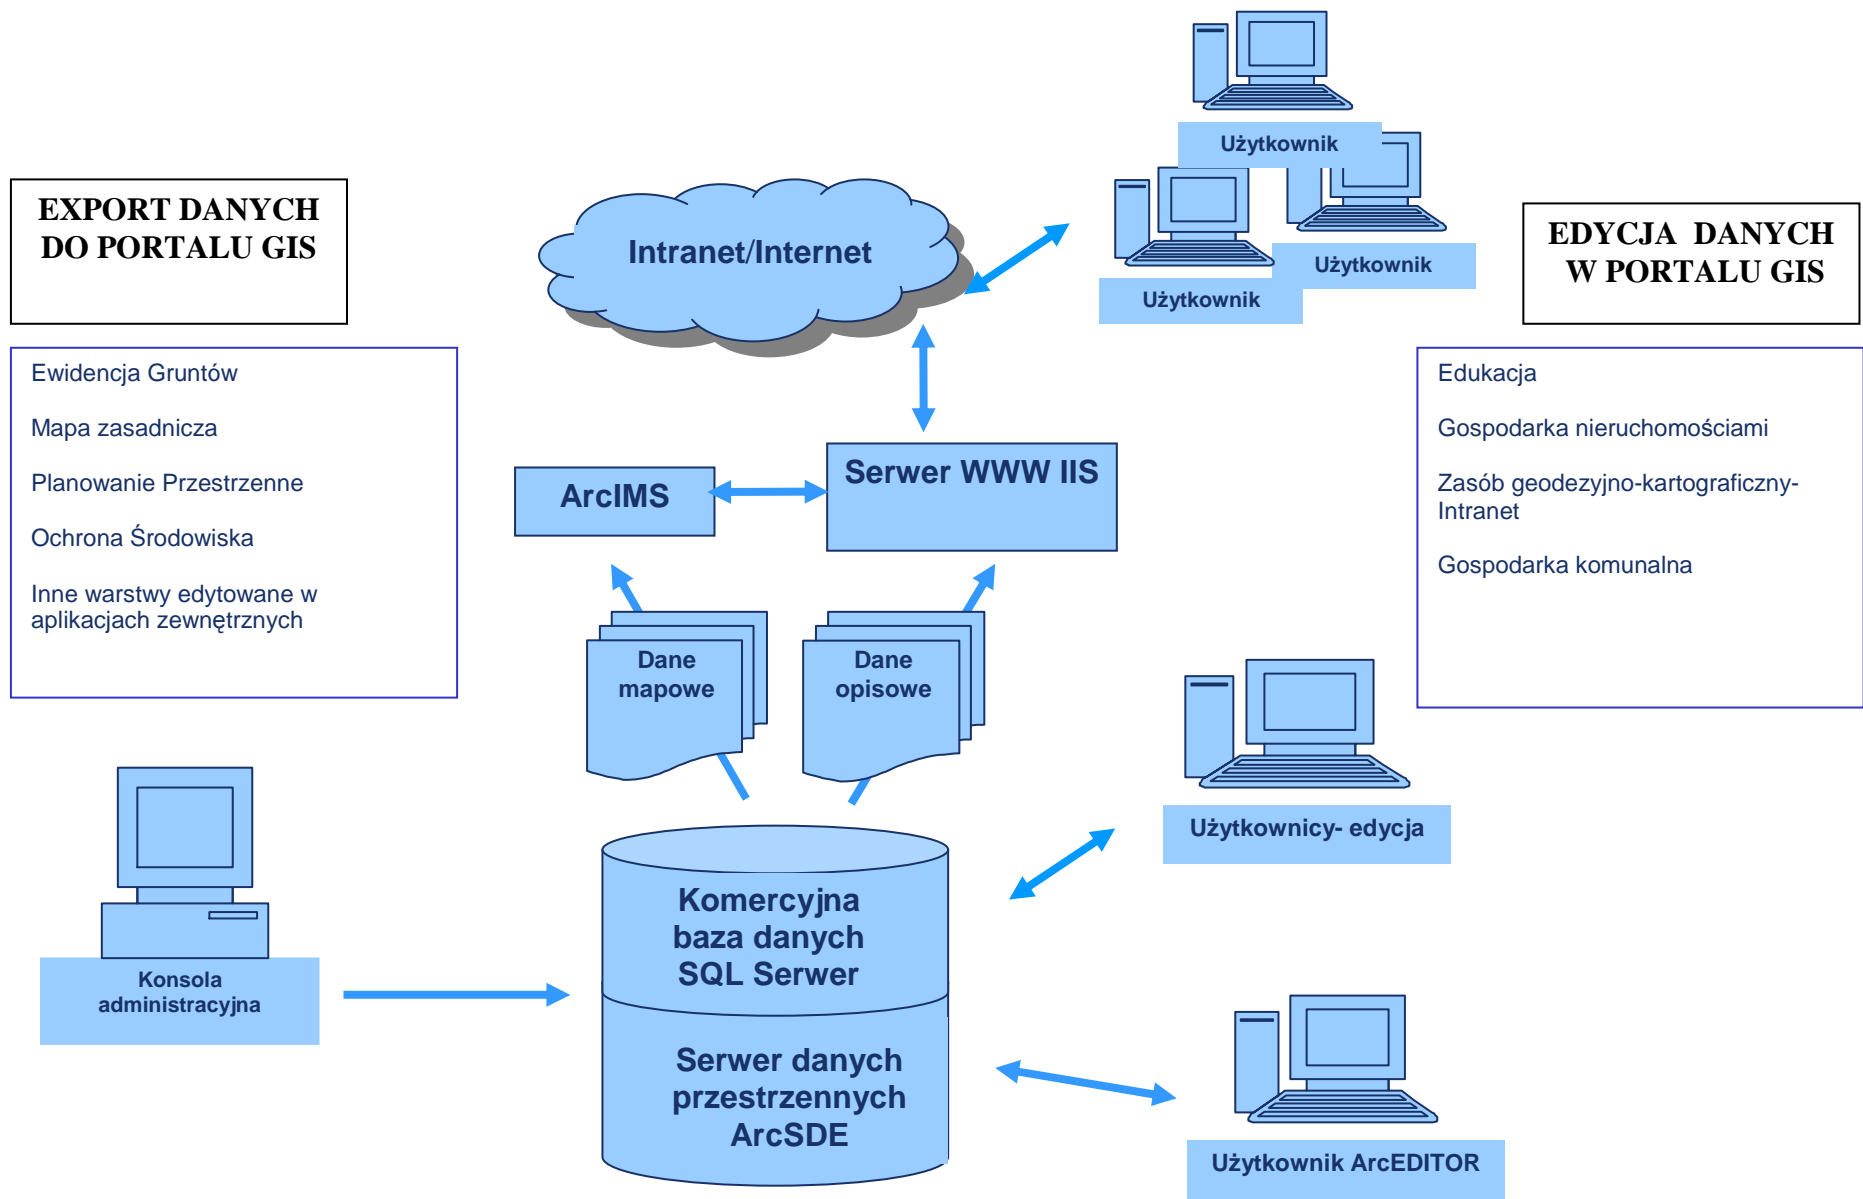 EXPORT DANYCH
DO PORTALU GIS
Ewidencja Gruntów
Mapa zasadnicza
Planowanie Przestrzenne
Ochrona Środowiska
Inne warstwy edytowane w
aplikacjach zewnętrznych
Intranet/Internet
Użytkownik
Użytkownik
Użytkownik
EDYCJA DANYCH
W PORTALU GIS
Edukacja
Gospodarka nieruchomościami
Zasób geodezyjno-kartograficzny-
Intranet
Gospodarka komunalna
ArcIMS
Serwer WWW IIS
Dane
mapowe
Dane
opisowe
Użytkownicy- edycja
Konsola
administracyjna
Komercyjna
baza danych
SQL Serwer
Serwer danych
przestrzennych
ArcSDE
Użytkownik ArcEDITOR